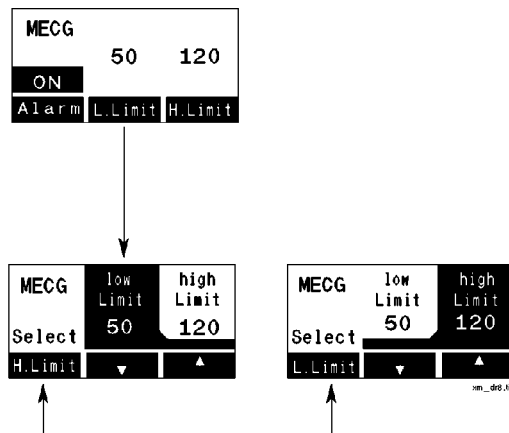 MECG
50 120
ON
Alarm L.Limit H.Limit
MECG low Limit high Limit
Select 50 120
H.Limit ▼ ▲
MECG low Limit high Limit
Select 50 120
L.Limit ▼ ▲